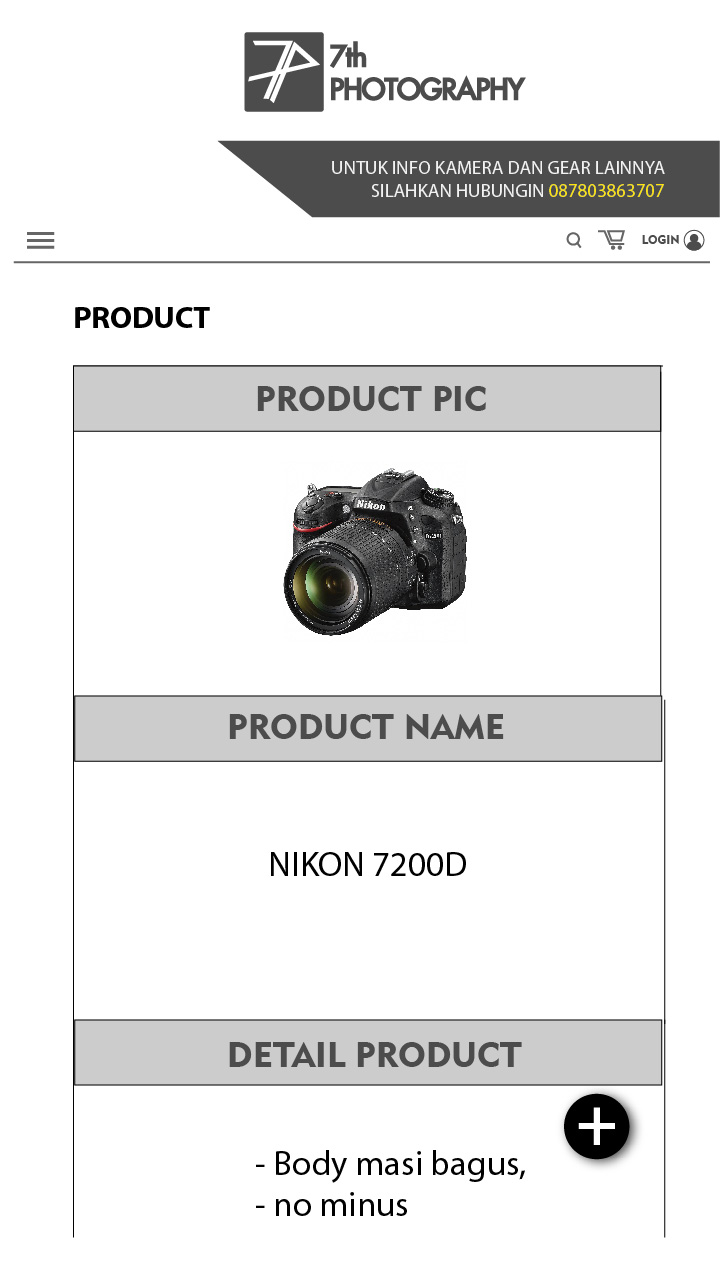 7th
PHOTOGRAPHY
UNTUK INFO KAMERA DAN GEAR LAINNYA
SILAHKAN HUBUNGIN 087803863707
LOGIN
PRODUCT
PRODUCT PIC
Nikon
PRODUCT NAME
NIKON 7200D
DETAIL PRODUCT
- Body masi bagus,
- no minus